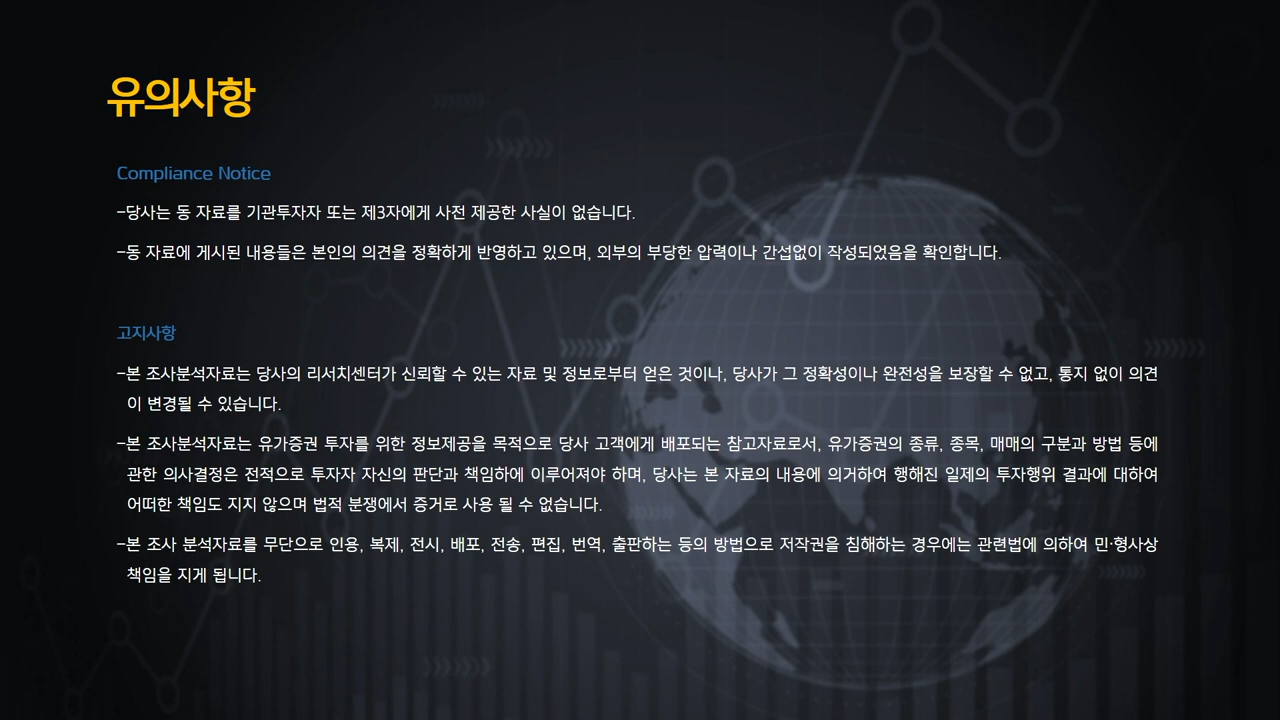 유의사항
Compliance Notice
-당사는 동 자료를 기관투자자 또는 제3자에게 사전 제공한 사실이 없습니다.
-동 자료에 게시된 내용들은 본인의 의견을 정확하게 반영하고 있으며, 외부의 부당한 압력이나 간섭없이 작성되었음을 확인합니다.
고지사항
-본 조사분석자료는 당사의 리서치센터가 신뢰할 수 있는 자료 및 정보로부터 얻은 것이나, 당사가 그 정확성이나 완전성을 보장할 수 없고, 통지 없이 의견
이 변경될 수 있습니다.
-본 조사분석자료는 유가증권 투자를 위한 정보제공을 목적으로 당사 고객에게 배포되는 참고자료로서, 유가증권의 종류, 종목, 매매의 구분과 방법 등에
관한 의사결정은 전적으로 투자자 자신의 판단과 책임하에 이루어져야 하며, 당사는 본 자료의 내용에 의거하여 행해진 일체의 투자행위 결과에 대하여
어떠한 책임도 지지 않으며 법적 분쟁에서 증거로 사용 될 수 없습니다.
-본 조사 분석자료를 무단으로 인용, 복제, 전시, 배포, 전송, 편집, 번역, 출판하는 등의 방법으로 저작권을 침해하는 경우에는 관련법에 의하여 민·형사상
책임을 지게 됩니다.